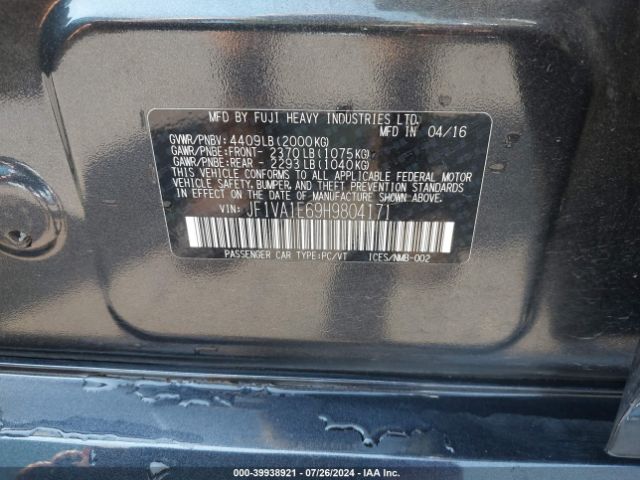 MFD BY FUJI HEAVY INDUSTRIES LTD.
MFD IN 04/16
GVWR/PNBV: 4409LB(2000KG)
GAWR/PNBE:FRONT- 2370LB(1075KG)
GAWR/PNBE:REAR - 2293LB(1040KG)
THIS VEHICLE CONFORMS TO ALL APPLICABLE FEDERAL MOTOR
VEHICLE SAFETY, BUMPER, AND THEFT PREVENTION STANDARDS
IN EFFECT ON THE DATE OF MANUFACTURE SHOWN ABOVE.
VIN: JF1VA1E69H9804171
PASSENGER CAR TYPE:PC/VT ICES/NMB-002
000-39938921 / 07/26/2024 - IAA Inc.